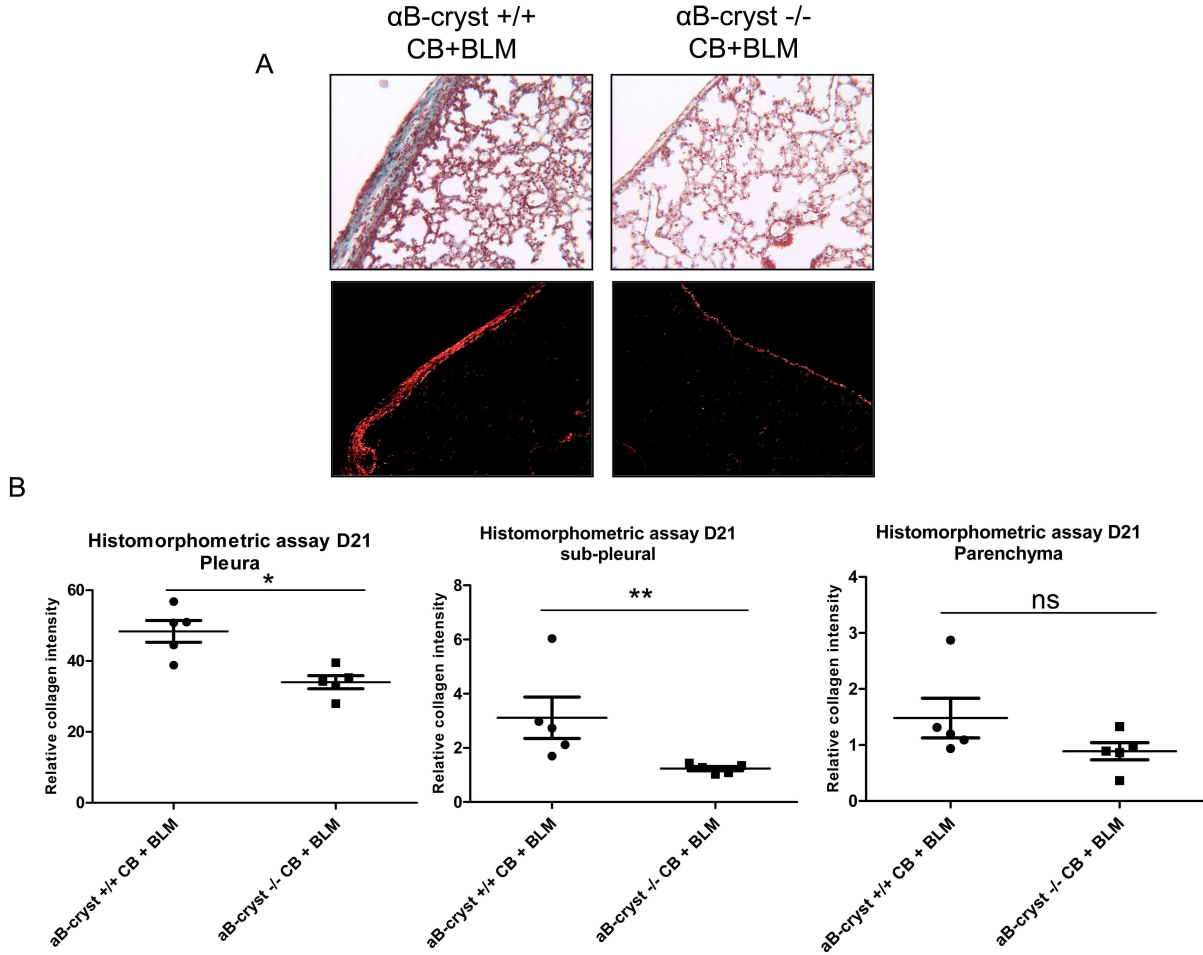 αB-cryst +/+
CB+BLM
αB-cryst -/-
CB+BLM
A
B
Histomorphometric assay D21
Pleura
*
Relative collagen intensity
60
40
20
0
aB-cryst +/+ CB + BLM
aB-cryst -/- CB + BLM
Histomorphometric assay D21
sub-pleural
**
Relative collagen intensity
8
6
4
2
0
aB-cryst +/+ CB + BLM
aB-cryst -/- CB + BLM
Histomorphometric assay D21
Parenchyma
ns
Relative collagen intensity
4
3
2
1
0
aB-cryst +/+ CB + BLM
aB-cryst -/- CB + BLM